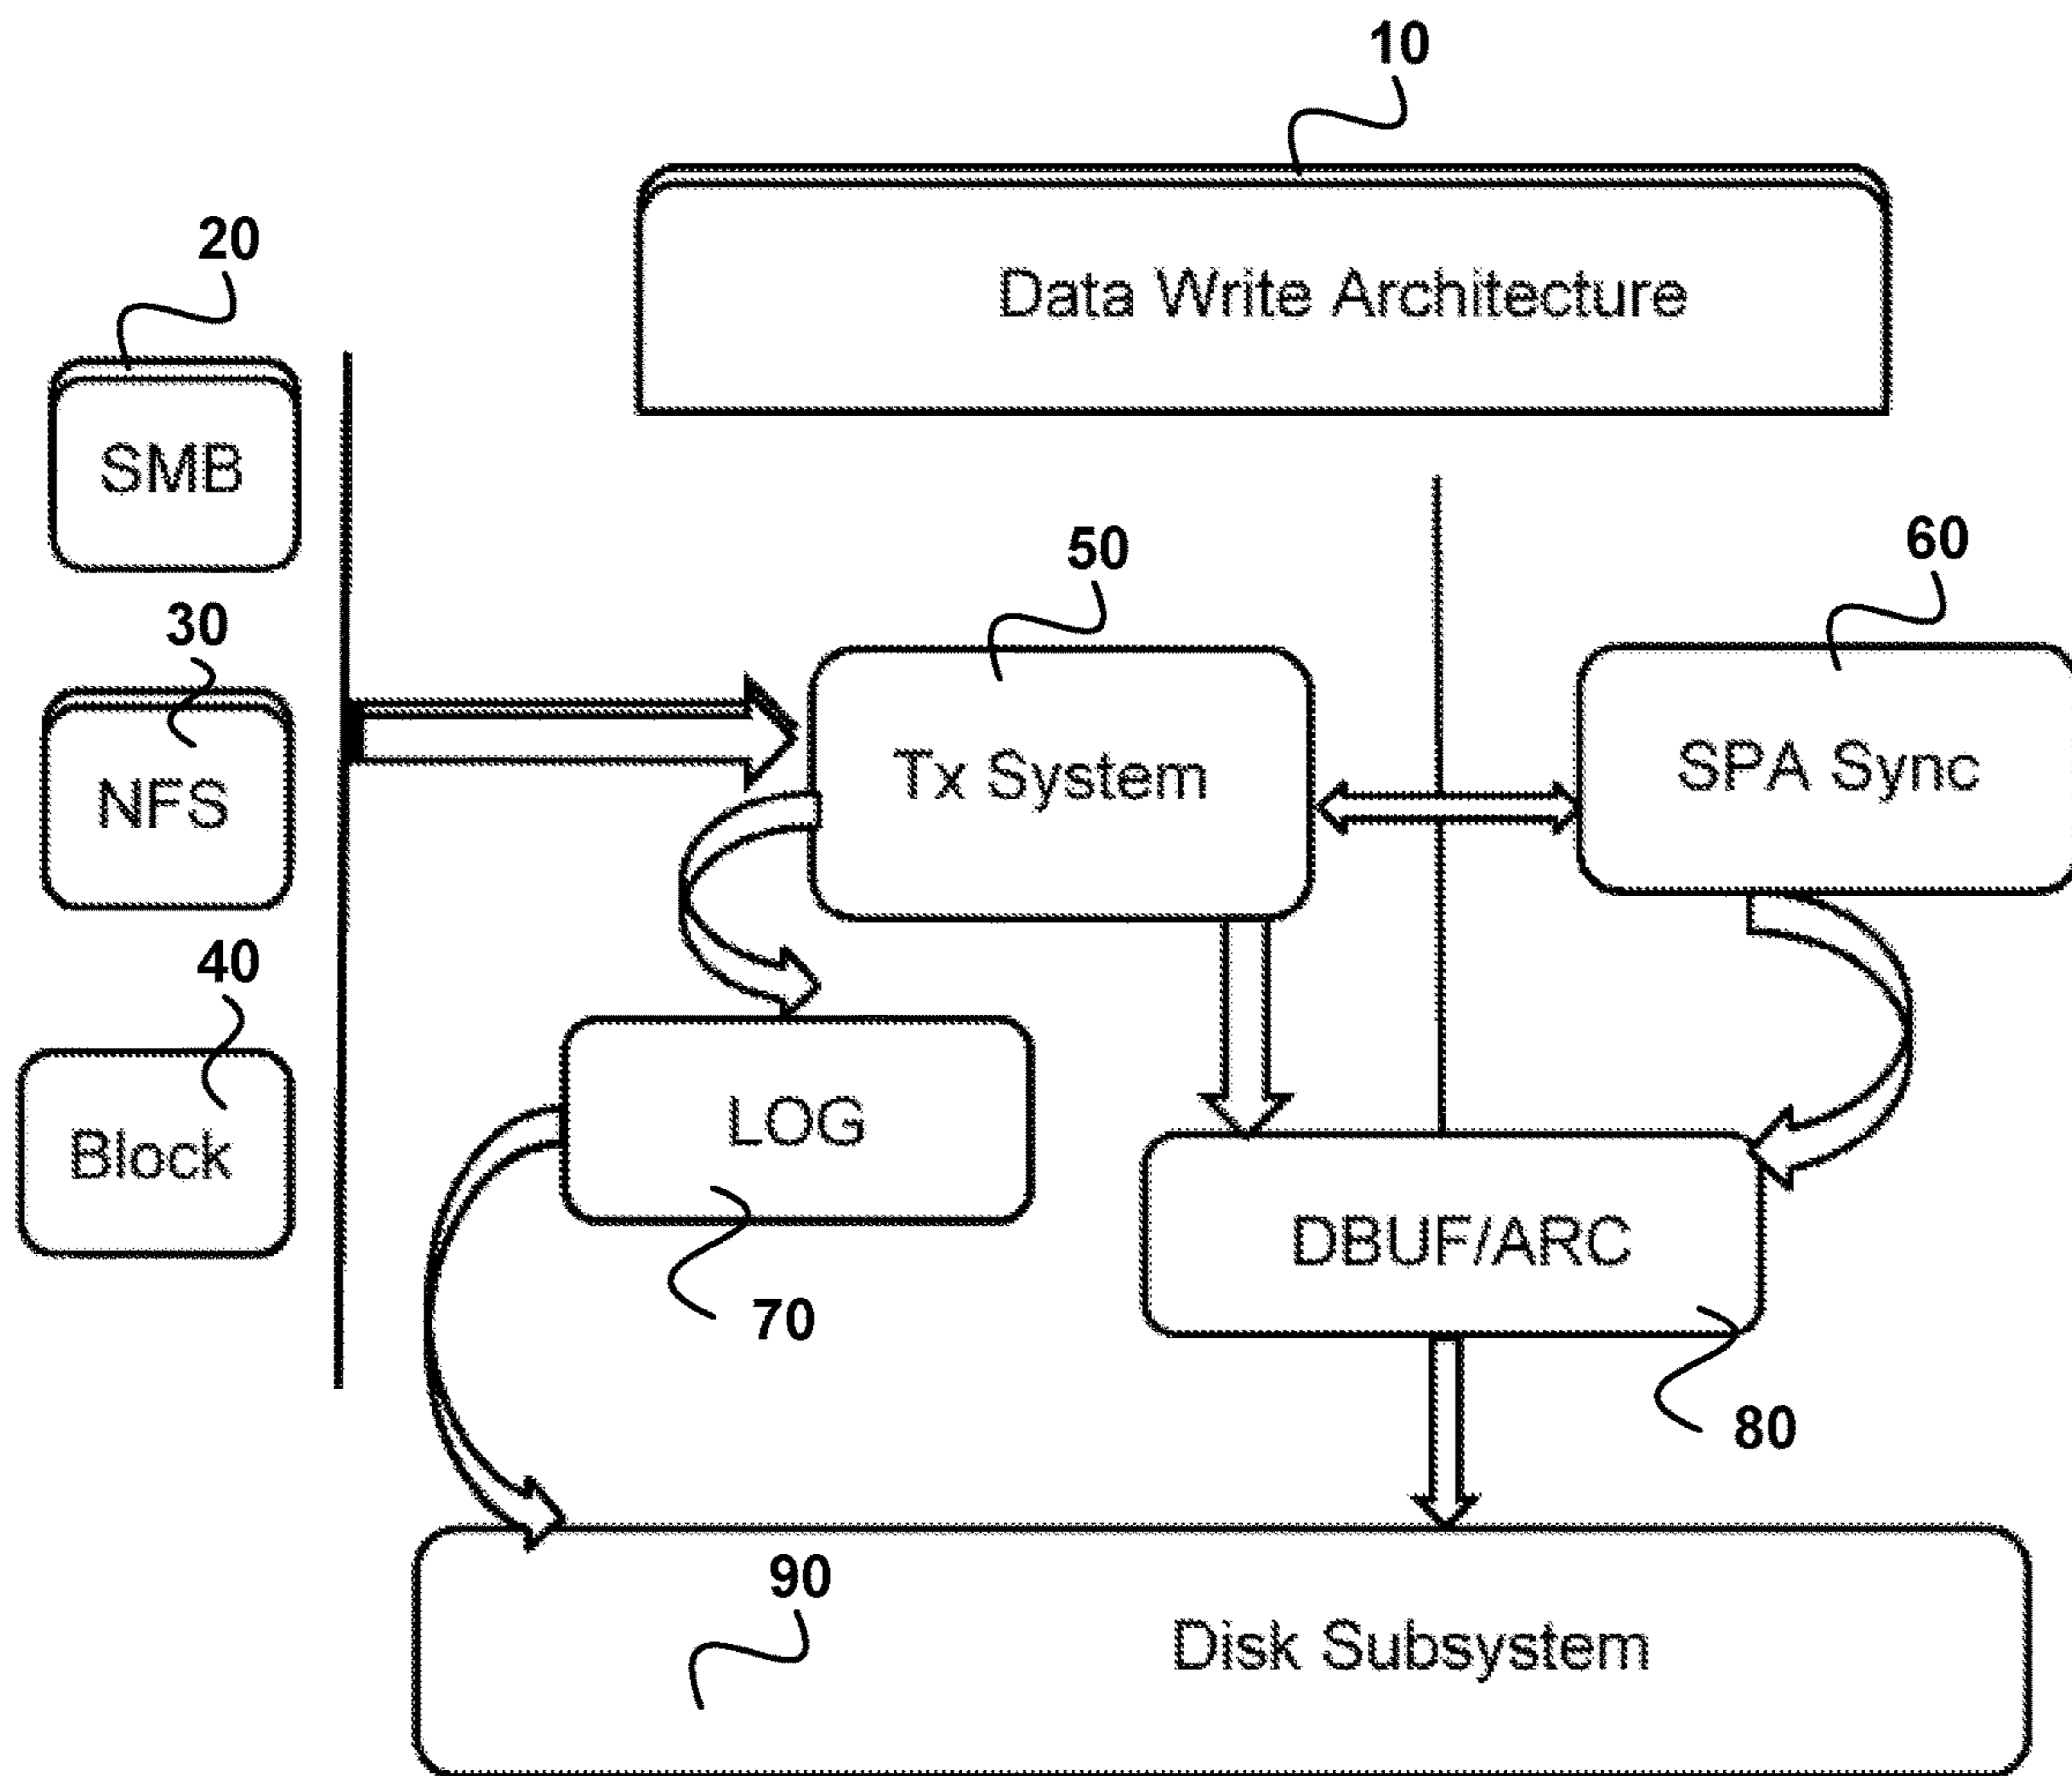 10
Data Write Architecture
20
SMB
30
NFS
40
Block
50
Tx System
60
SPA Sync
LOG
70
DBUF/ARC
80
90
Disk Subsystem